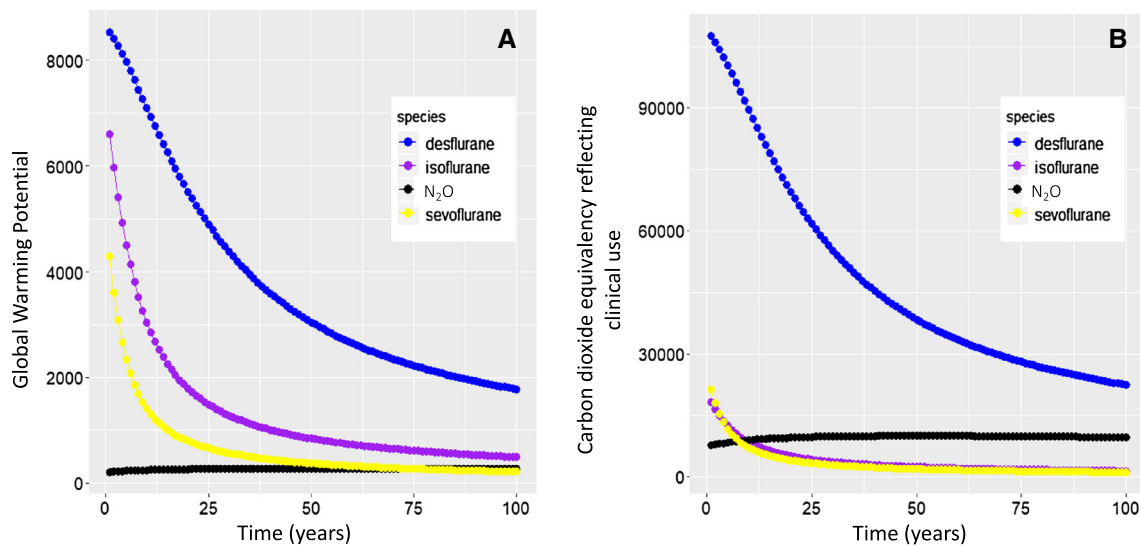 A
8000
6000
4000
2000
0
Global Warming Potential
species
desflurane
isoflurane
N₂O
sevoflurane
0 25 50 75 100
Time (years)
B
90000
60000
30000
0
Carbon dioxide equivalency reflecting
clinical use
species
desflurane
isoflurane
N₂O
sevoflurane
0 25 50 75 100
Time (years)